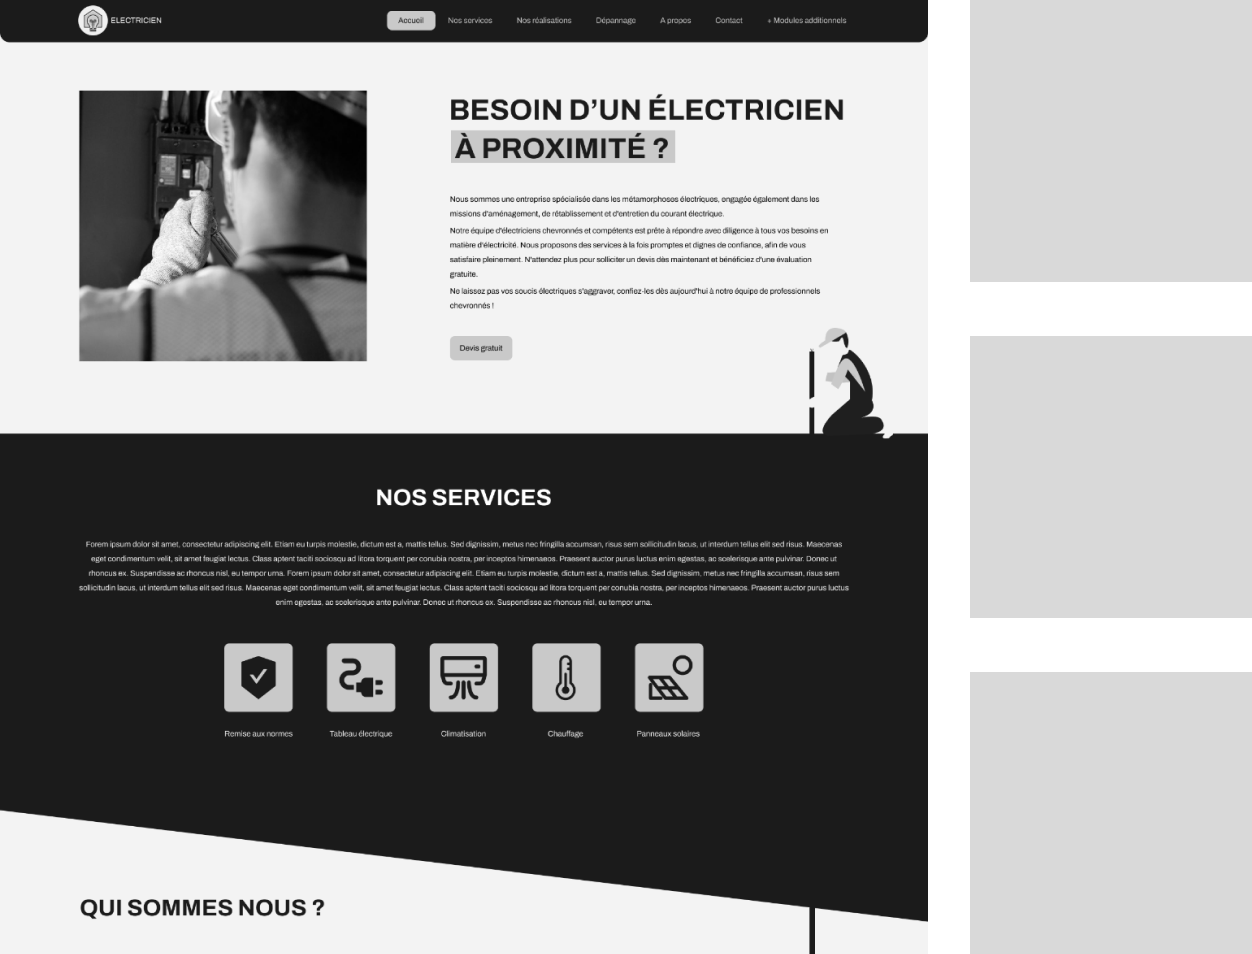 ELECTRICIEN
Accueil
Nos services
Nos réalisations
Dépannage
A propos
Contact
+ Modules additionnels
BESOIN D’UN ÉLECTRICIEN
À PROXIMITÉ ?
Nous sommes une entreprise spécialisée dans les métamorphoses électriques, engagée également dans les
missions d'aménagement, de rétablissement et d'entretien du courant électrique.
Notre équipe d'électriciens chevronnés et compétents est prête à répondre avec diligence à tous vos besoins en
matière d'électricité. Nous proposons des services à la fois promptes et dignes de confiance, afin de vous
satisfaire pleinement. N'attendez plus pour solliciter un devis dès maintenant et bénéficiez d'une évaluation
gratuite.
Ne laissez pas vos soucis électriques s'aggraver, confiez-les dès aujourd'hui à notre équipe de professionnels
chevronnés !
Devis gratuit
NOS SERVICES
Forem ipsum dolor sit amet, consectetur adipiscing elit. Etiam eu turpis molestie, dictum est a, mattis tellus. Sed dignissim, metus nec fringilla accumsan, risus sem sollicitudin lacus, ut interdum tellus elit sed risus. Maecenas
eget condimentum velit, sit amet feugiat lectus. Class aptent taciti sociosqu ad litora torquent per conubia nostra, per inceptos himenaeos. Praesent auctor purus luctus enim egestas, ac scelerisque ante pulvinar. Donec ut
rhoncus ex. Suspendisse ac rhoncus nisl, eu tempor urna. Forem ipsum dolor sit amet, consectetur adipiscing elit. Etiam eu turpis molestie, dictum est a, mattis tellus. Sed dignissim, metus nec fringilla accumsan, risus sem
sollicitudin lacus, ut interdum tellus elit sed risus. Maecenas eget condimentum velit, sit amet feugiat lectus. Class aptent taciti sociosqu ad litora torquent per conubia nostra, per inceptos himenaeos. Praesent auctor purus luctus
enim egestas, ac scelerisque ante pulvinar. Donec ut rhoncus ex. Suspendisse ac rhoncus nisl, eu tempor urna.
Remise aux normes
Tableau électrique
Climatisation
Chauffage
Panneaux solaires
QUI SOMMES NOUS ?